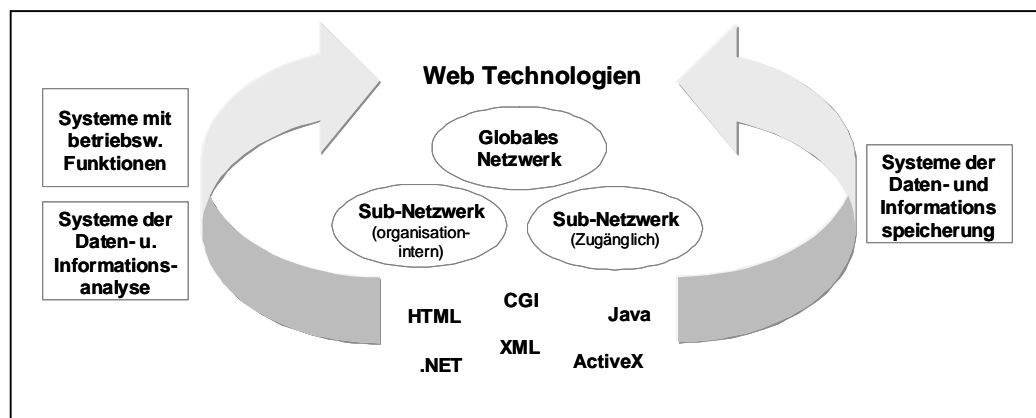 Web Technologien
Systeme mit
betriebsw.
Funktionen
Systeme der
Daten- u.
Informations-
analyse
Globales
Netzwerk
Sub-Netzwerk
(organisation-
intern)
Sub-Netzwerk
(Zugänglich)
Systeme der
Daten- und
Informations
speicherung
HTML
CGI
Java
.NET
XML
ActiveX